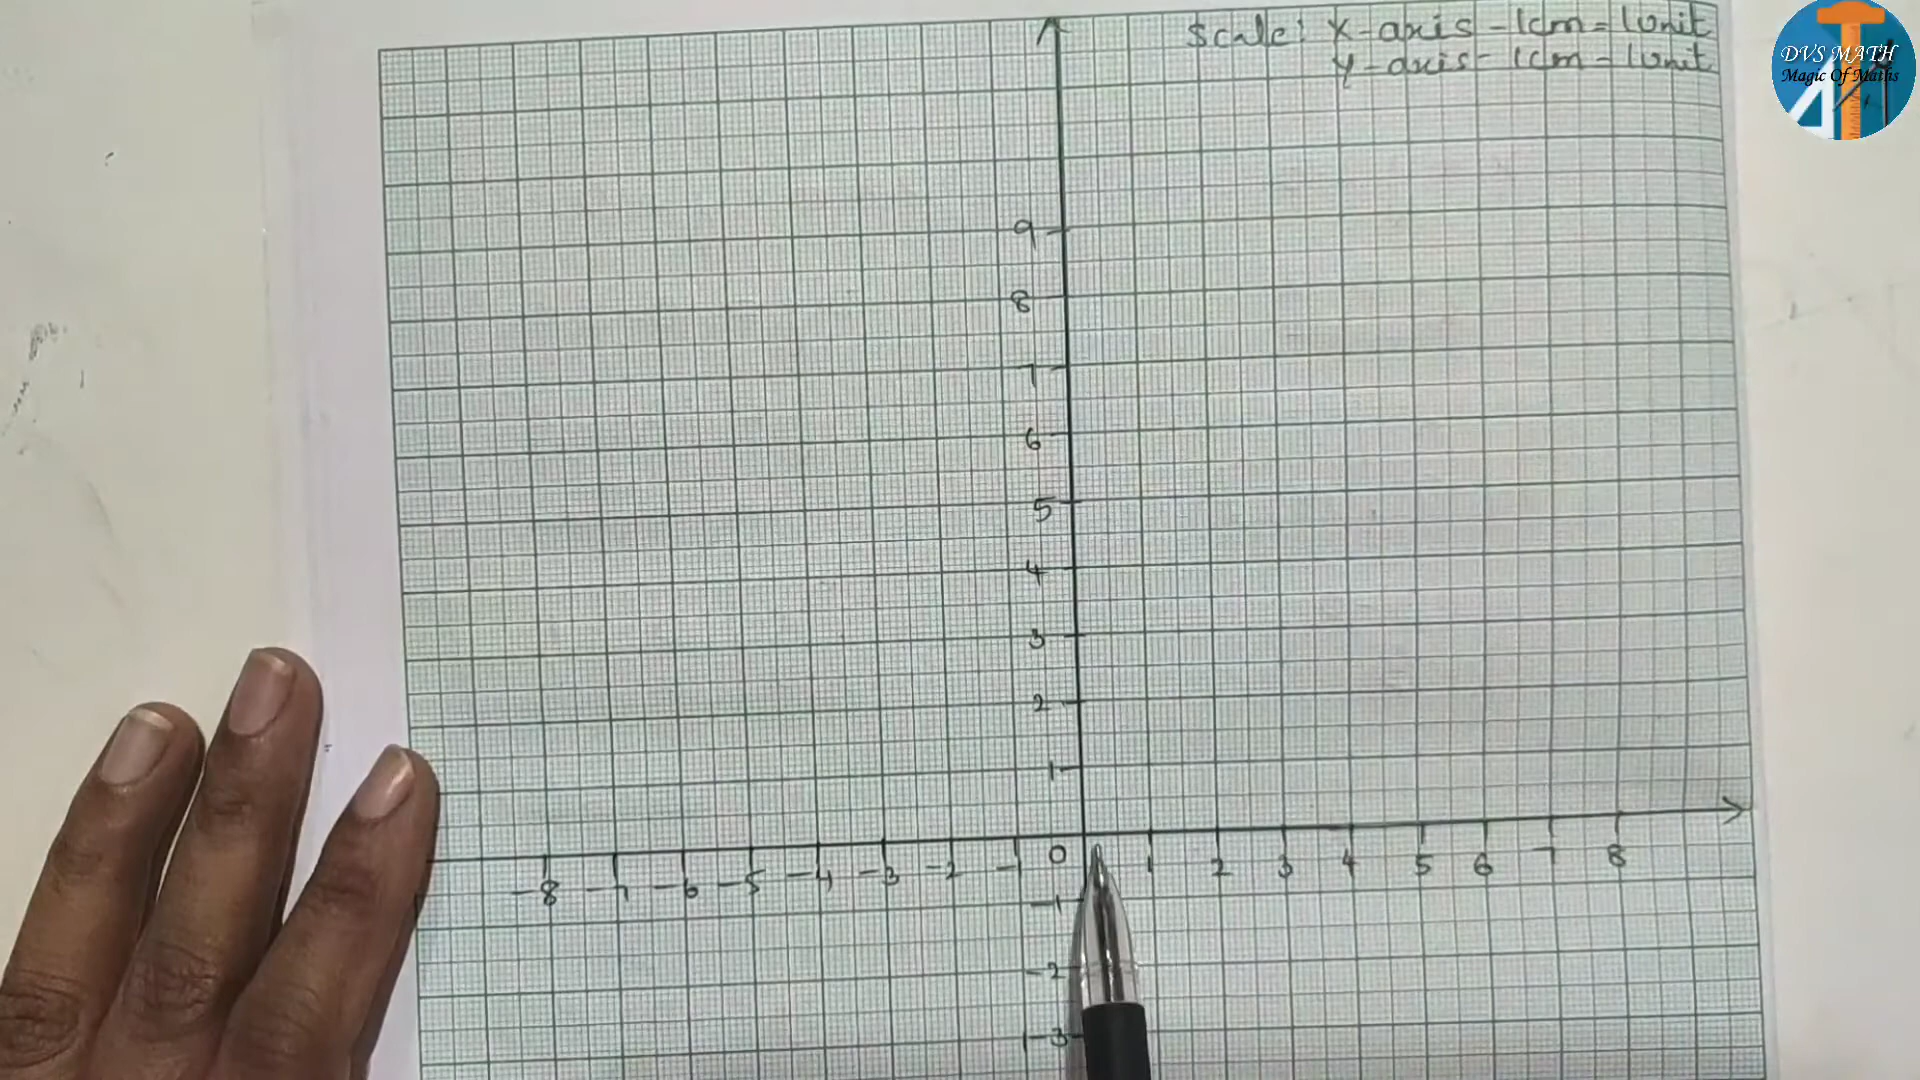 Scale: X-axis - 1cm = 1unit
Y-axis - 1cm = 1unit
DVS MATH
Magic Of Maths
9
8
7
6
5
4
3
2
1
-8 -7 -6 -5 -4 -3 -2 -1 0 1 2 3 4 5 6 7 8
-1
-2
-3